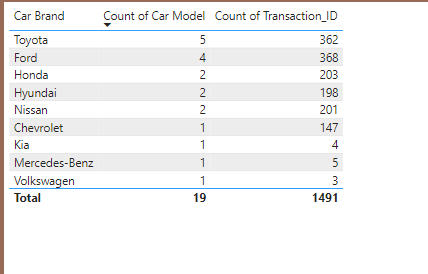 Car Brand Count of Car Model Count of Transaction_ID
Toyota 5 362
Ford 4 368
Honda 2 203
Hyundai 2 198
Nissan 2 201
Chevrolet 1 147
Kia 1 4
Mercedes-Benz 1 5
Volkswagen 1 3
Total 19 1491